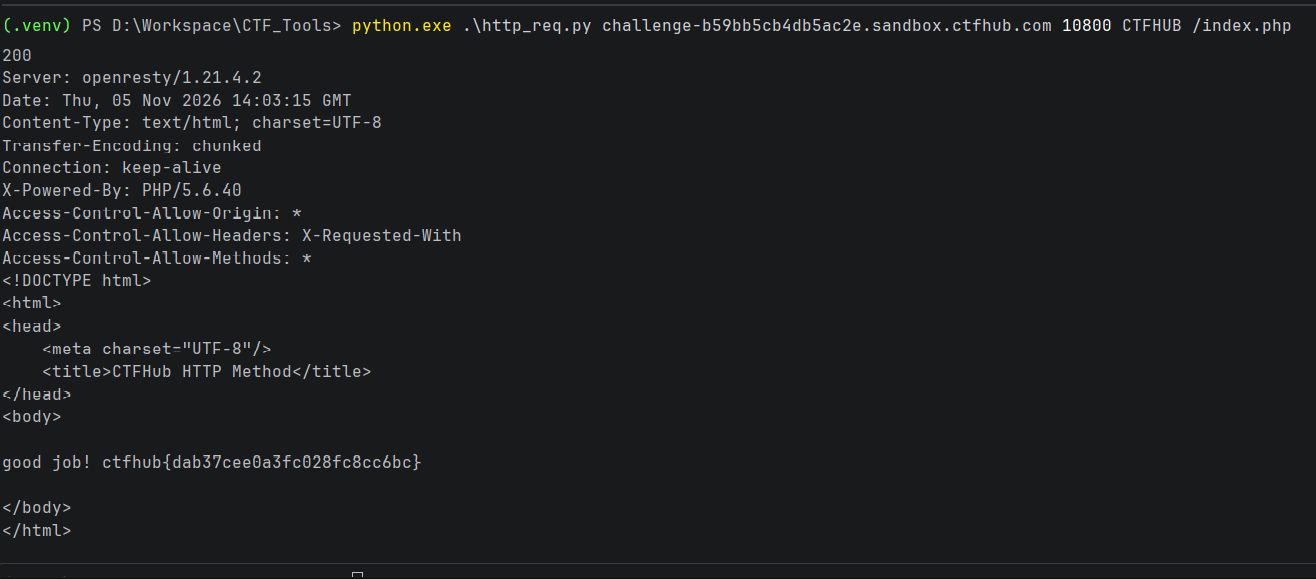 (.venv) PS D:\Workspace\CTF_Tools> python.exe .\http_req.py challenge-b59bb5cb4db5ac2e.sandbox.ctfhub.com 10800 CTFHUB /index.php
200
Server: openresty/1.21.4.2
Date: Thu, 05 Nov 2026 14:03:15 GMT
Content-Type: text/html; charset=UTF-8
Transfer-Encoding: chunked
Connection: keep-alive
X-Powered-By: PHP/5.6.40
Access-Control-Allow-Origin: *
Access-Control-Allow-Headers: X-Requested-With
Access-Control-Allow-Methods: *
<!DOCTYPE html>
<html>
<head>
    <meta charset="UTF-8"/>
    <title>CTFHub HTTP Method</title>
</head>
<body>

good job! ctfhub{dab37cee0a3fc028fc8cc6bc}

</body>
</html>